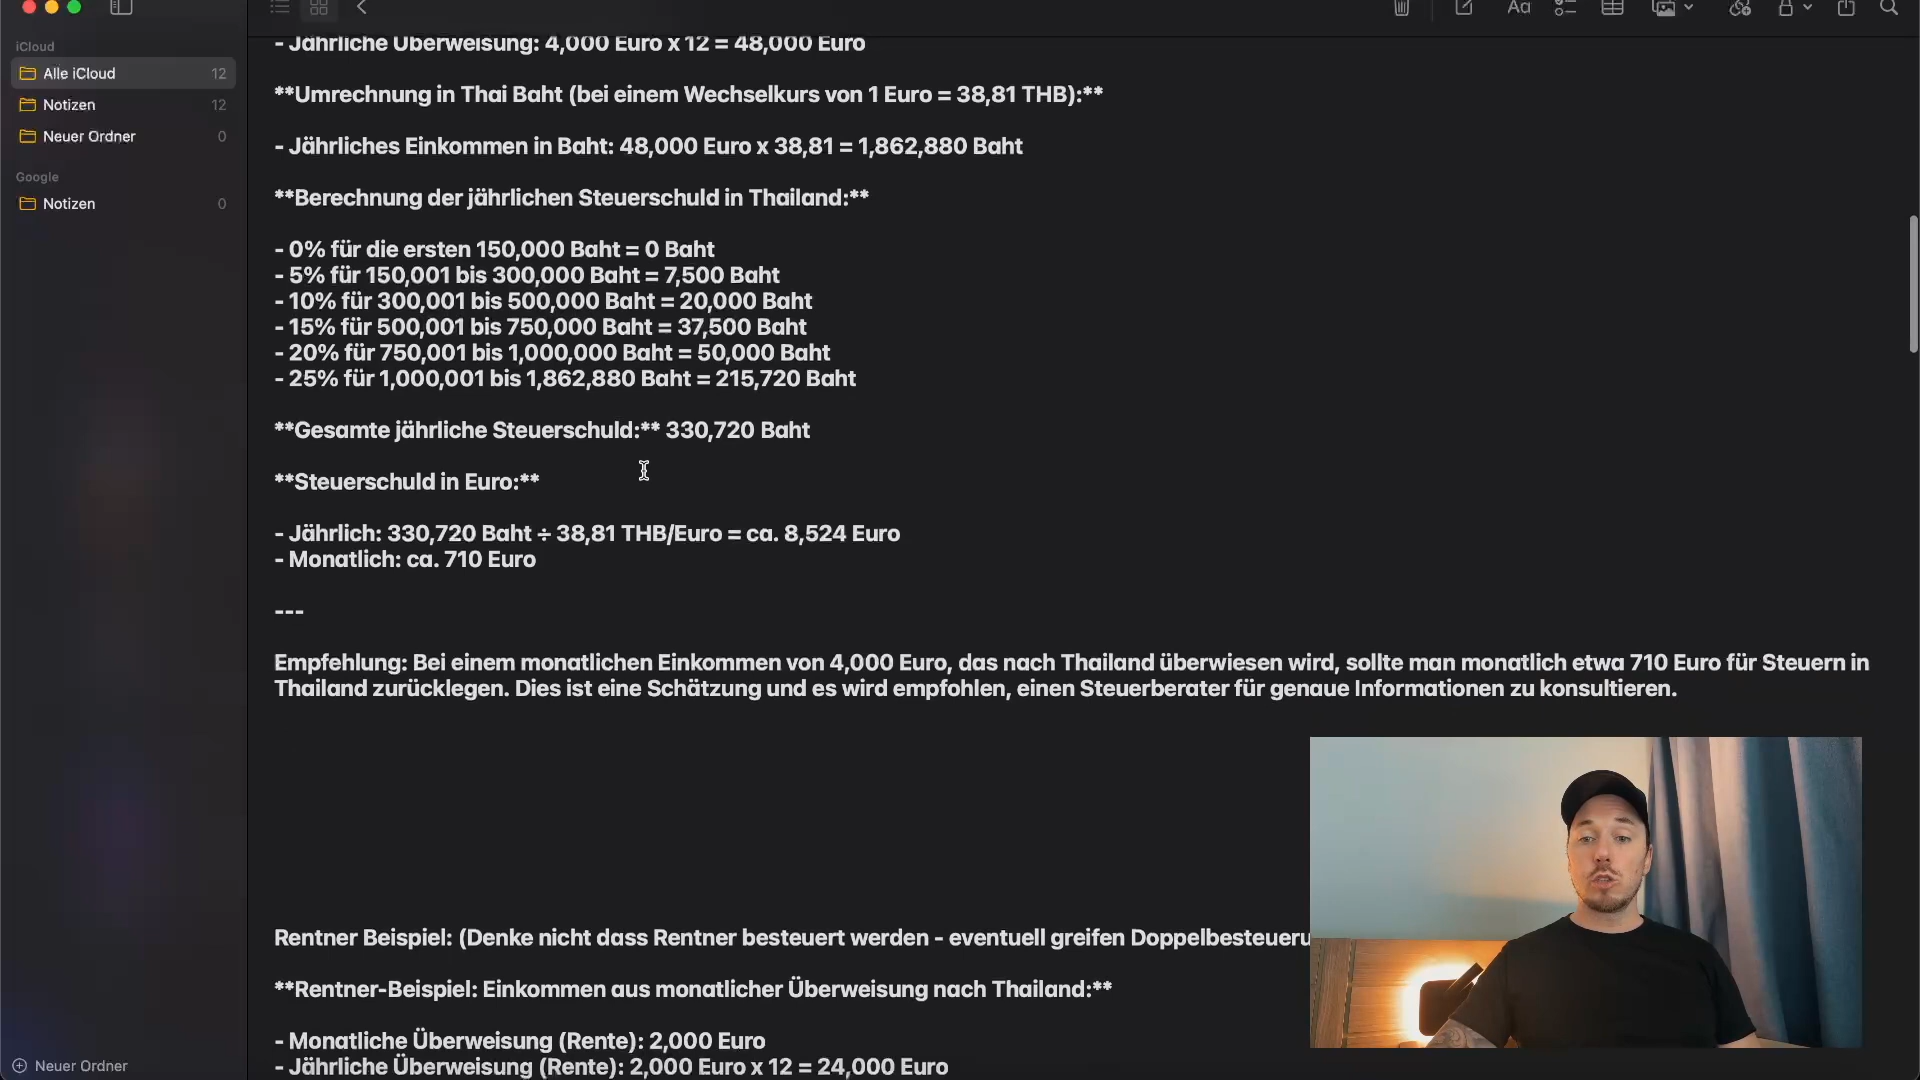 iCloud
Alle iCloud 12
Notizen 12
Neuer Ordner 0
Google
Notizen 0
Neuer Ordner
Aa
- Jährliche Überweisung: 4,000 Euro x 12 = 48,000 Euro
**Umrechnung in Thai Baht (bei einem Wechselkurs von 1 Euro = 38,81 THB):**
- Jährliches Einkommen in Baht: 48,000 Euro x 38,81 = 1,862,880 Baht
**Berechnung der jährlichen Steuerschuld in Thailand:**
- 0% für die ersten 150,000 Baht = 0 Baht
- 5% für 150,001 bis 300,000 Baht = 7,500 Baht
- 10% für 300,001 bis 500,000 Baht = 20,000 Baht
- 15% für 500,001 bis 750,000 Baht = 37,500 Baht
- 20% für 750,001 bis 1,000,000 Baht = 50,000 Baht
- 25% für 1,000,001 bis 1,862,880 Baht = 215,720 Baht
**Gesamte jährliche Steuerschuld:** 330,720 Baht
**Steuerschuld in Euro:**
- Jährlich: 330,720 Baht ÷ 38,81 THB/Euro = ca. 8,524 Euro
- Monatlich: ca. 710 Euro
---
Empfehlung: Bei einem monatlichen Einkommen von 4,000 Euro, das nach Thailand überwiesen wird, sollte man monatlich etwa 710 Euro für Steuern in
Thailand zurücklegen. Dies ist eine Schätzung und es wird empfohlen, einen Steuerberater für genaue Informationen zu konsultieren.
Rentner Beispiel: (Denke nicht dass Rentner besteuert werden - eventuell greifen Doppelbesteueru
**Rentner-Beispiel: Einkommen aus monatlicher Überweisung nach Thailand:**
- Monatliche Überweisung (Rente): 2,000 Euro
- Jährliche Überweisung (Rente): 2,000 Euro x 12 = 24,000 Euro